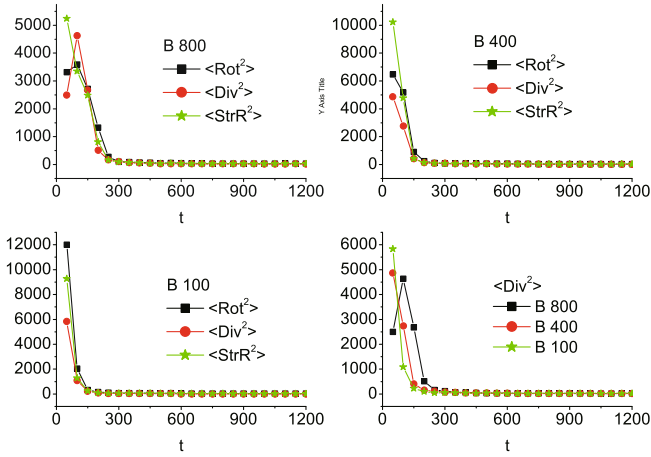 5000
4000
3000
2000
1000
0
B 800
<Rot²>
<Div²>
<StrR²>
0 300 600 900 1200
t
10000
8000
6000
4000
2000
0
Y Axis Title
B 400
<Rot²>
<Div²>
<StrR²>
0 300 600 900 1200
t
12000
10000
8000
6000
4000
2000
0
B 100
<Rot²>
<Div²>
<StrR²>
0 300 600 900 1200
t
6000
5000
4000
3000
2000
1000
0
<Div²>
B 800
B 400
B 100
0 300 600 900 1200
t